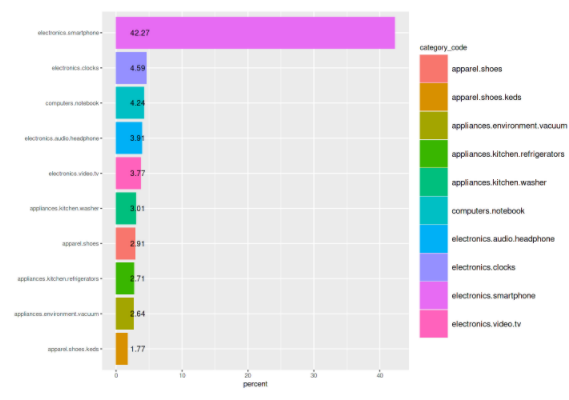 electronics.smartphone
42.27
electronics.clocks
4.59
computers.notebook
4.24
electronics.audio.headphone
3.91
electronics.video.tv
3.77
appliances.kitchen.washer
3.01
apparel.shoes
2.91
appliances.kitchen.refrigerators
2.71
appliances.environment.vacuum
2.64
apparel.shoes.keds
1.77
0 10 20 30 40
percent
category_code
apparel.shoes
apparel.shoes.keds
appliances.environment.vacuum
appliances.kitchen.refrigerators
appliances.kitchen.washer
computers.notebook
electronics.audio.headphone
electronics.clocks
electronics.smartphone
electronics.video.tv